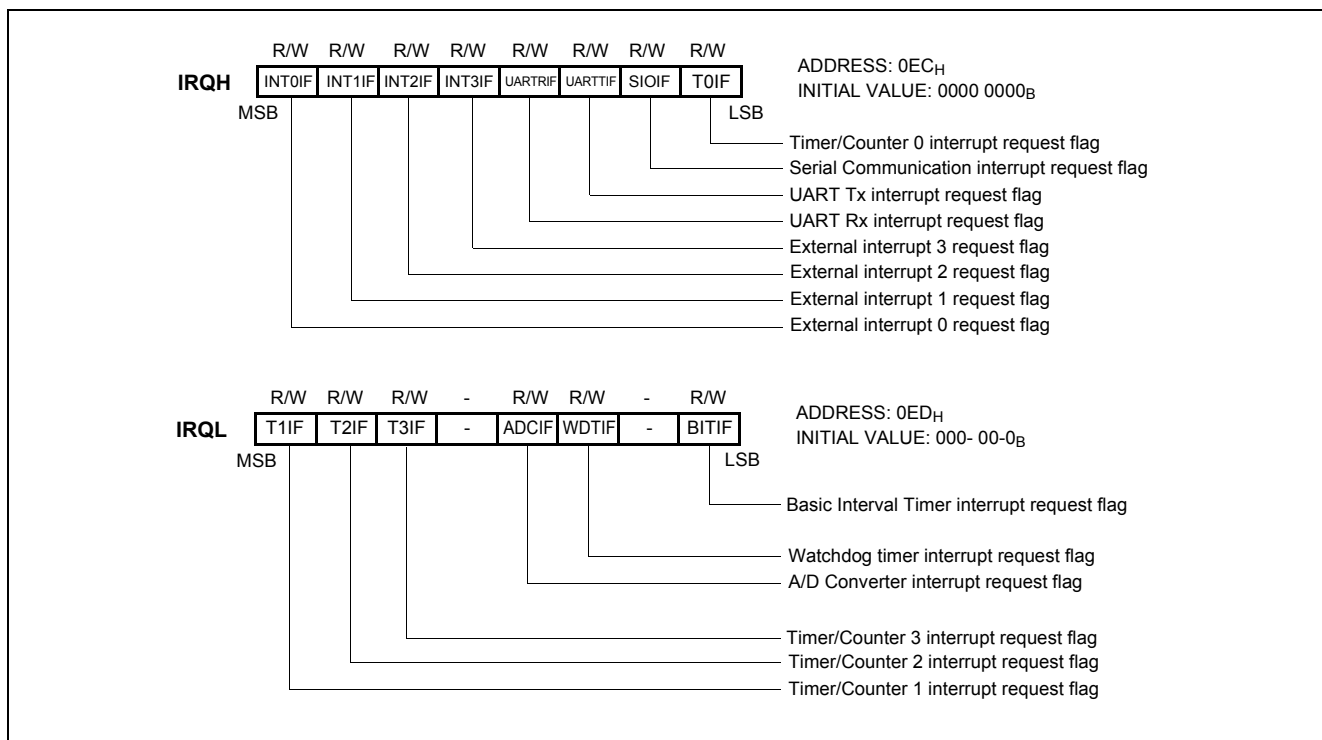 R/W R/W R/W R/W R/W R/W R/W R/W
IRQH INT0IF INT1IF INT2IF INT3IF UARTRIF UARTTIF SIOIF T0IF
ADDRESS: 0ECH
INITIAL VALUE: 0000 0000B
MSB LSB
Timer/Counter 0 interrupt request flag
Serial Communication interrupt request flag
UART Tx interrupt request flag
UART Rx interrupt request flag
External interrupt 3 request flag
External interrupt 2 request flag
External interrupt 1 request flag
External interrupt 0 request flag
R/W R/W R/W - R/W R/W - R/W
IRQL T1IF T2IF T3IF - ADCIF WDTIF - BITIF
ADDRESS: 0EDH
INITIAL VALUE: 000- 00-0B
MSB LSB
Basic Interval Timer interrupt request flag
Watchdog timer interrupt request flag
A/D Converter interrupt request flag
Timer/Counter 3 interrupt request flag
Timer/Counter 2 interrupt request flag
Timer/Counter 1 interrupt request flag